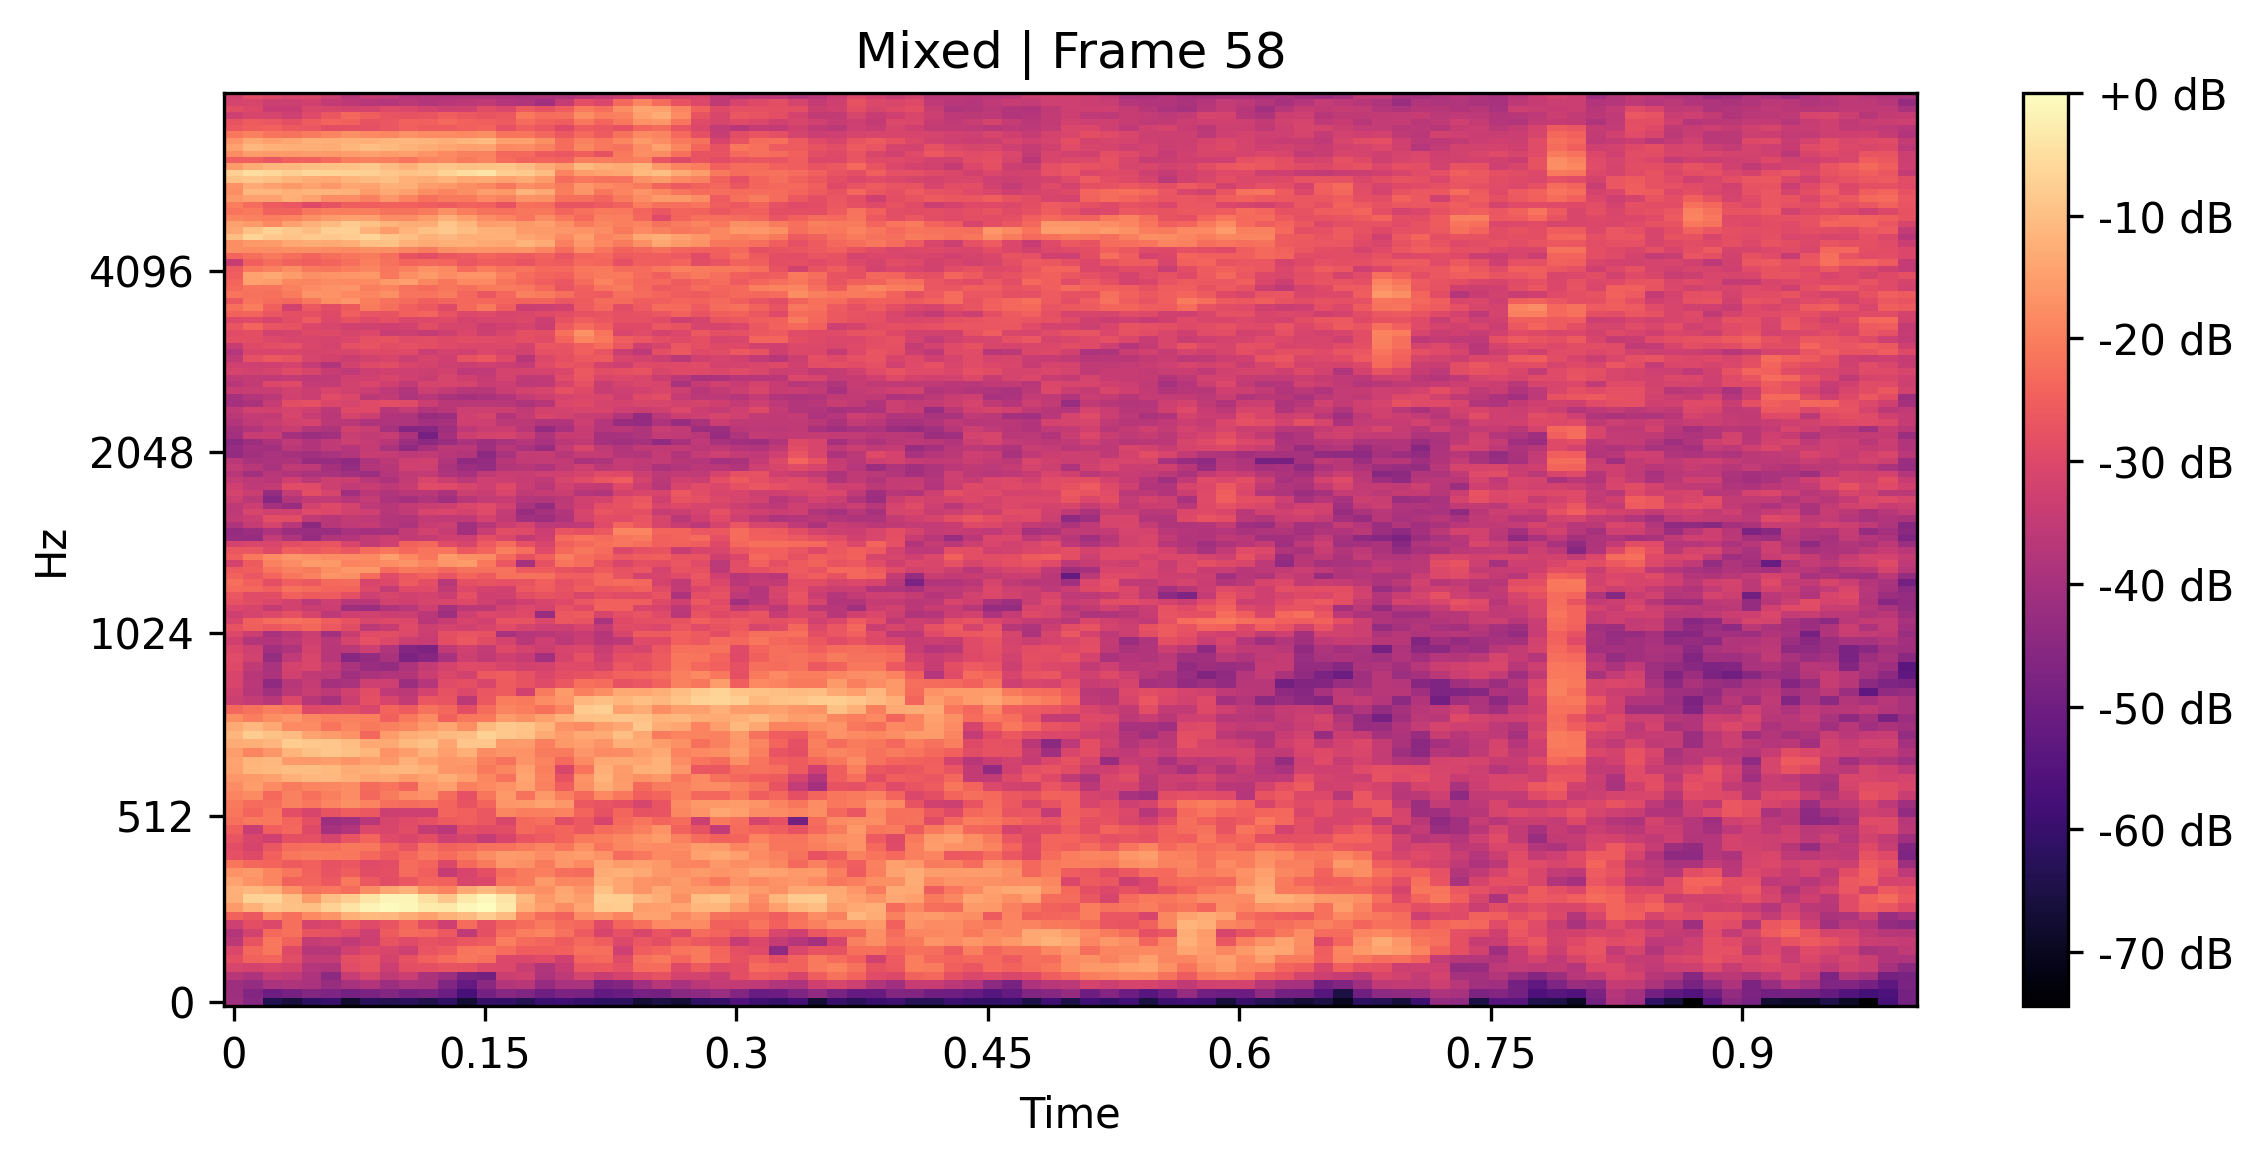 Mixed | Frame 58
+0 dB
-10 dB
-20 dB
-30 dB
-40 dB
-50 dB
-60 dB
-70 dB
Hz
4096
2048
1024
512
0
0 0.15 0.3 0.45 0.6 0.75 0.9
Time